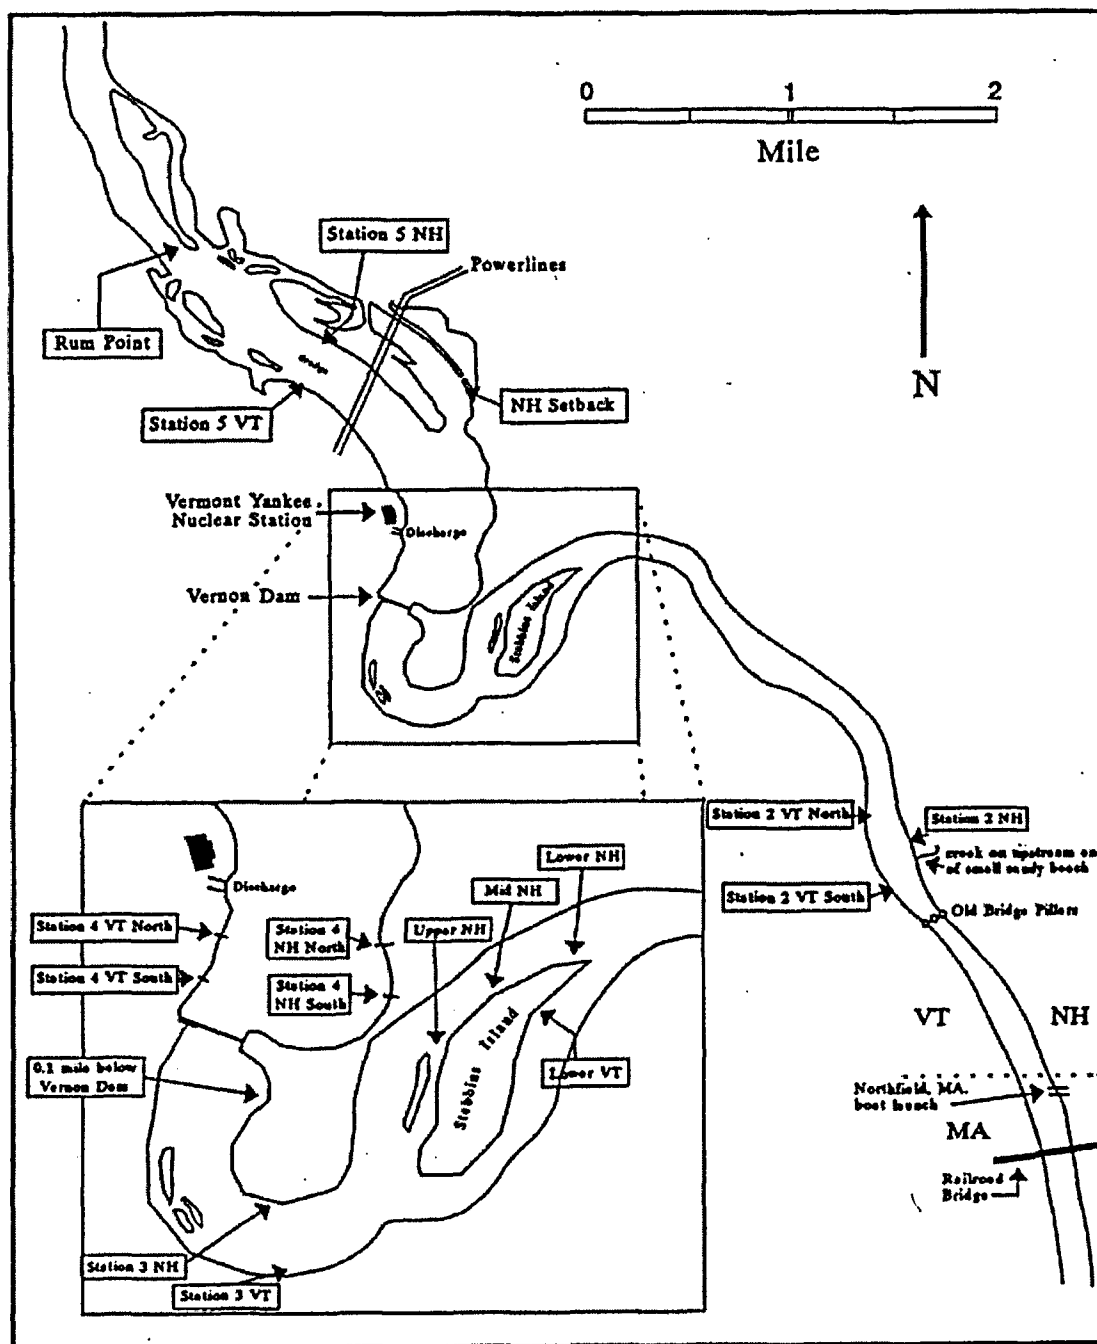 0 1 2
Mile
N
Station 5 NH
Powerlines
Rum Point
Station 5 VT
NH Setback
Vermont Yankee
Nuclear Station
Discharge
Vernon Dam
Stebbins Island
Station 2 VT North
Station 2 NH
creek on upstream en
of small sandy beach
Station 2 VT South
Old Bridge Pillers
VT
NH
Northfield, MA.
boat launch
MA
Railroad
Bridge
Discharge
Lower NH
Mid NH
Upper NH
Station 4 VT North
Station 4
NH North
Station 4 VT South
Station 4
NH South
Stebbins Island
Lower VT
0.1 mile below
Vernon Dam
Station 3 NH
Station 3 VT